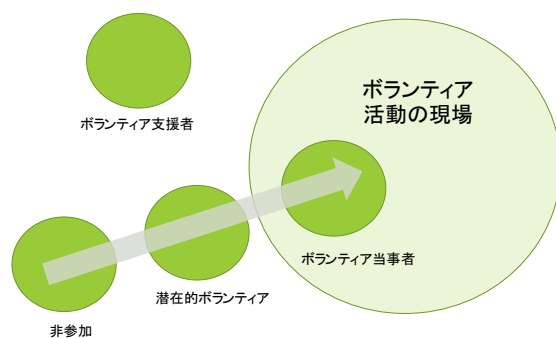 ボランティア
活動の現場
ボランティア支援者
ボランティア当事者
潜在的ボランティア
非参加